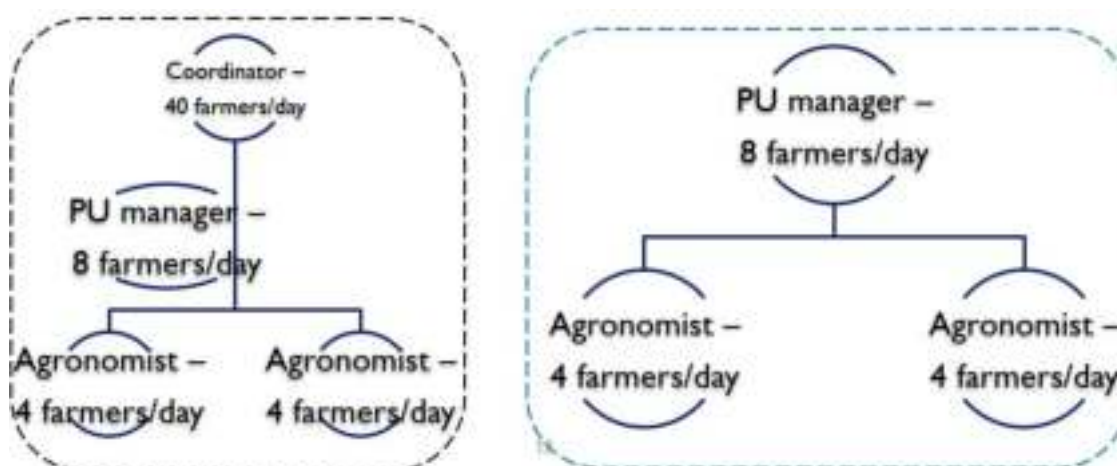 Coordinator –
40 farmers/day
PU manager –
8 farmers/day
Agronomist –
4 farmers/day
Agronomist –
4 farmers/day
PU manager –
8 farmers/day
Agronomist –
4 farmers/day
Agronomist –
4 farmers/day